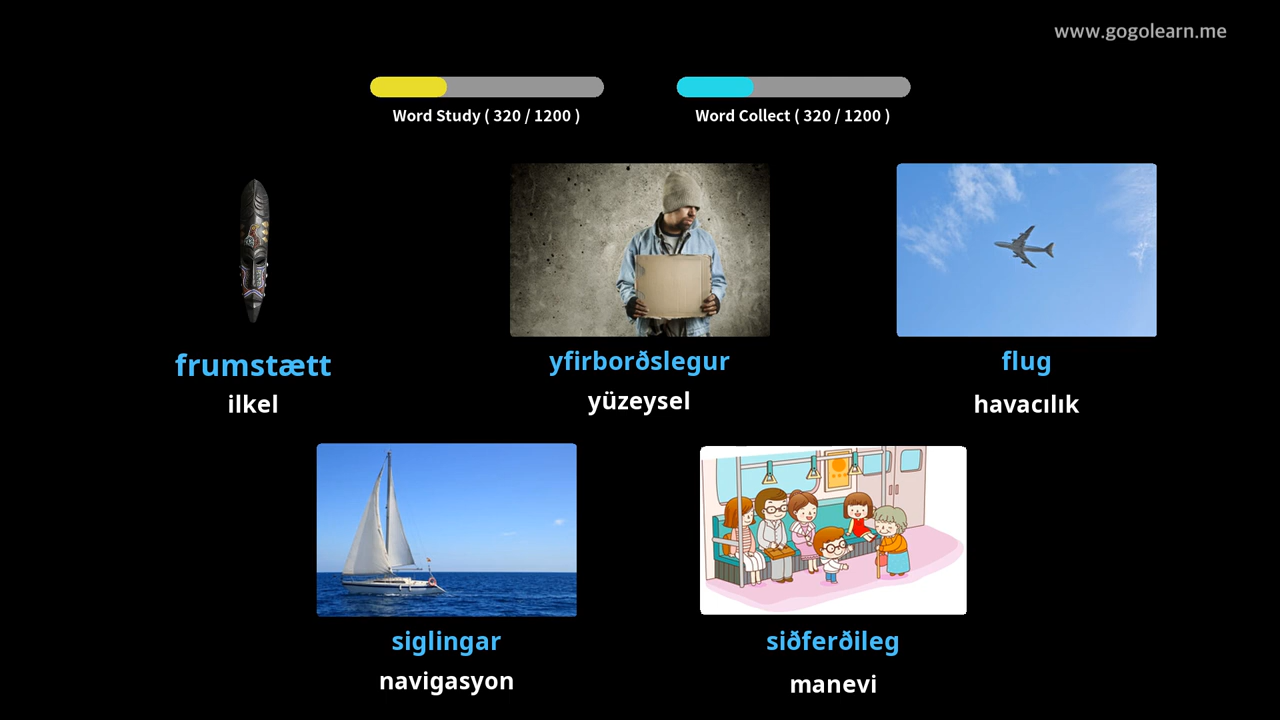 www.gogolearn.me
Word Study ( 320 / 1200 )
Word Collect ( 320 / 1200 )
frumstætt
ilkel
yfirborðslegur
yüzeysel
flug
havacılık
siglingar
navigasyon
siðferðileg
manevi